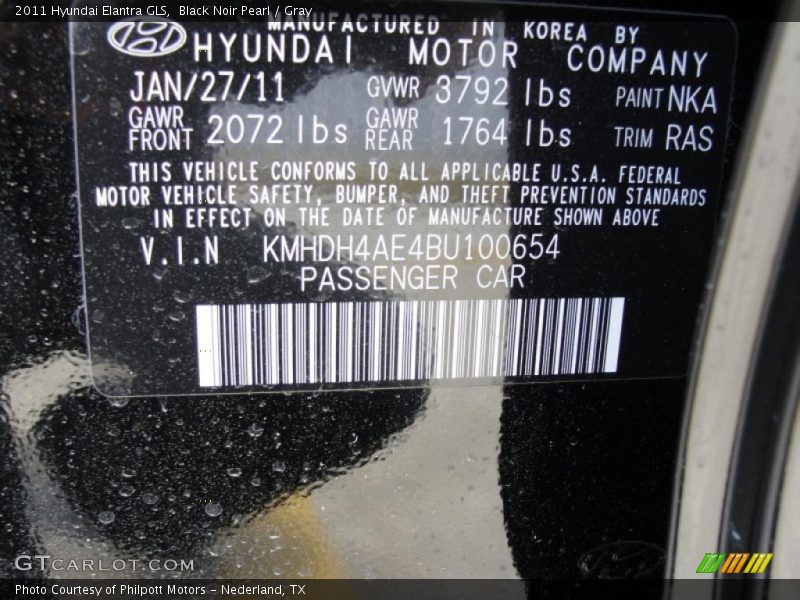 2011 Hyundai Elantra GLS, Black Noir Pearl / Gray
MANUFACTURED IN KOREA BY
HYUNDAI MOTOR COMPANY
JAN/27/11 GVWR 3792 lbs PAINT NKA
GAWR FRONT 2072 lbs GAWR REAR 1764 lbs TRIM RAS
THIS VEHICLE CONFORMS TO ALL APPLICABLE U.S.A. FEDERAL
MOTOR VEHICLE SAFETY, BUMPER, AND THEFT PREVENTION STANDARDS
IN EFFECT ON THE DATE OF MANUFACTURE SHOWN ABOVE
V.I.N KMHDH4AE4BU100654
PASSENGER CAR
GTCARLOT.COM
Photo Courtesy of Philpott Motors - Nederland, TX